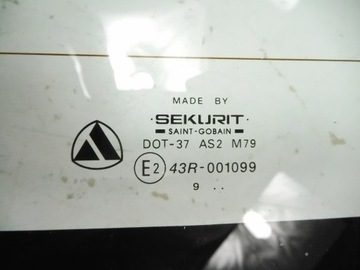 MADE BY
·SEKURIT·
SAINT-GOBAIN
DOT-37 AS2 M79
E2 43R-001099
9 ..